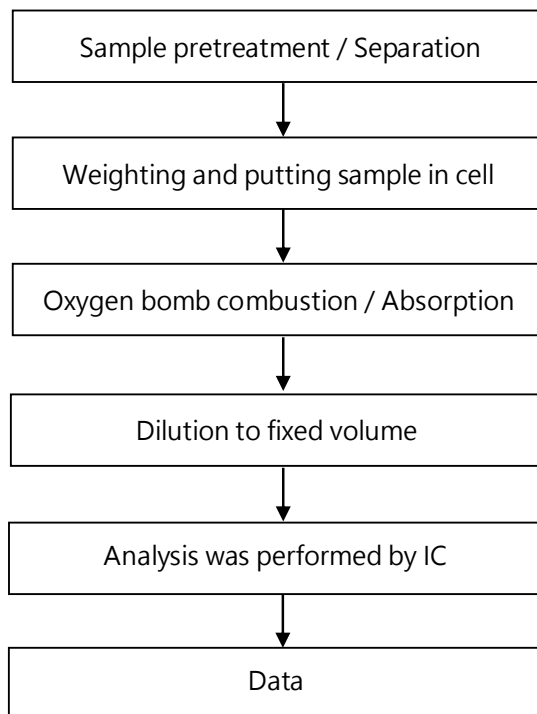 Sample pretreatment / Separation
Weighting and putting sample in cell
Oxygen bomb combustion / Absorption
Dilution to fixed volume
Analysis was performed by IC
Data